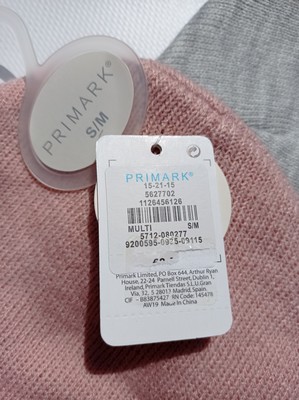 PRIMARK®
S/M
PRIMARK®
15-21-15
5627702
1126456126
MULTI S/M
5712-080277
9200595-0925-09115
Primark Limited, PO Box 644, Arthur Ryan
House, 22-24 Parnell Street, Dublin 1,
Ireland, Primark Tiendas S.L.U.Gran
Via, 32, 5 28013 Madrid, Spain.
CIF - B83875427 RN Code: 145478
AW19 Made In China